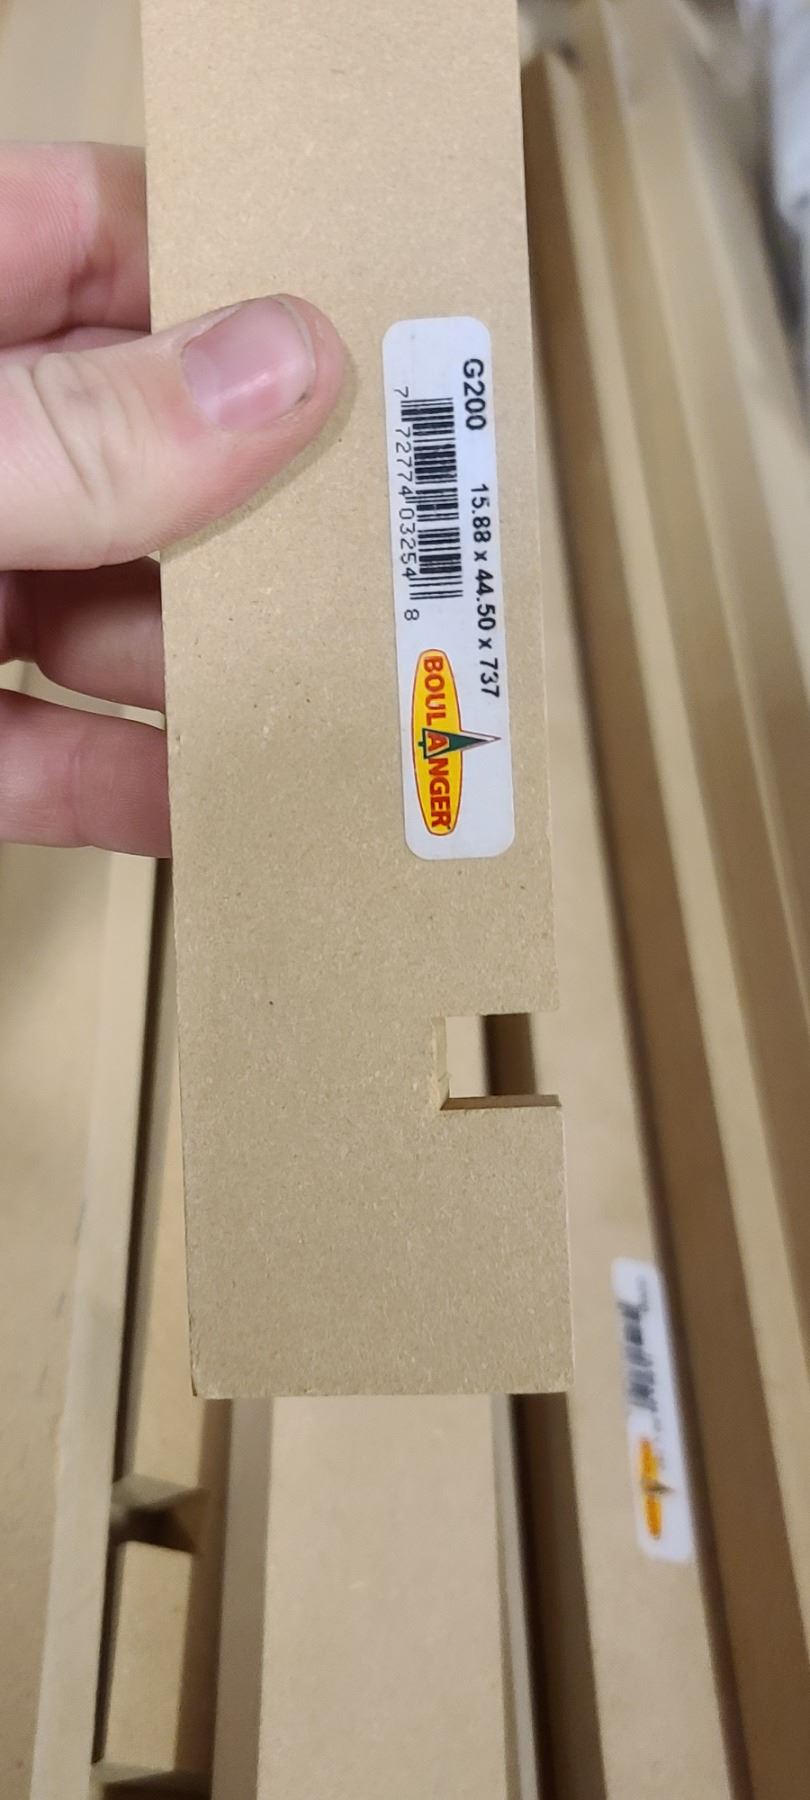 G200 15.88 x 44.50 x 737
7 72774 03254 8
BOULANGER